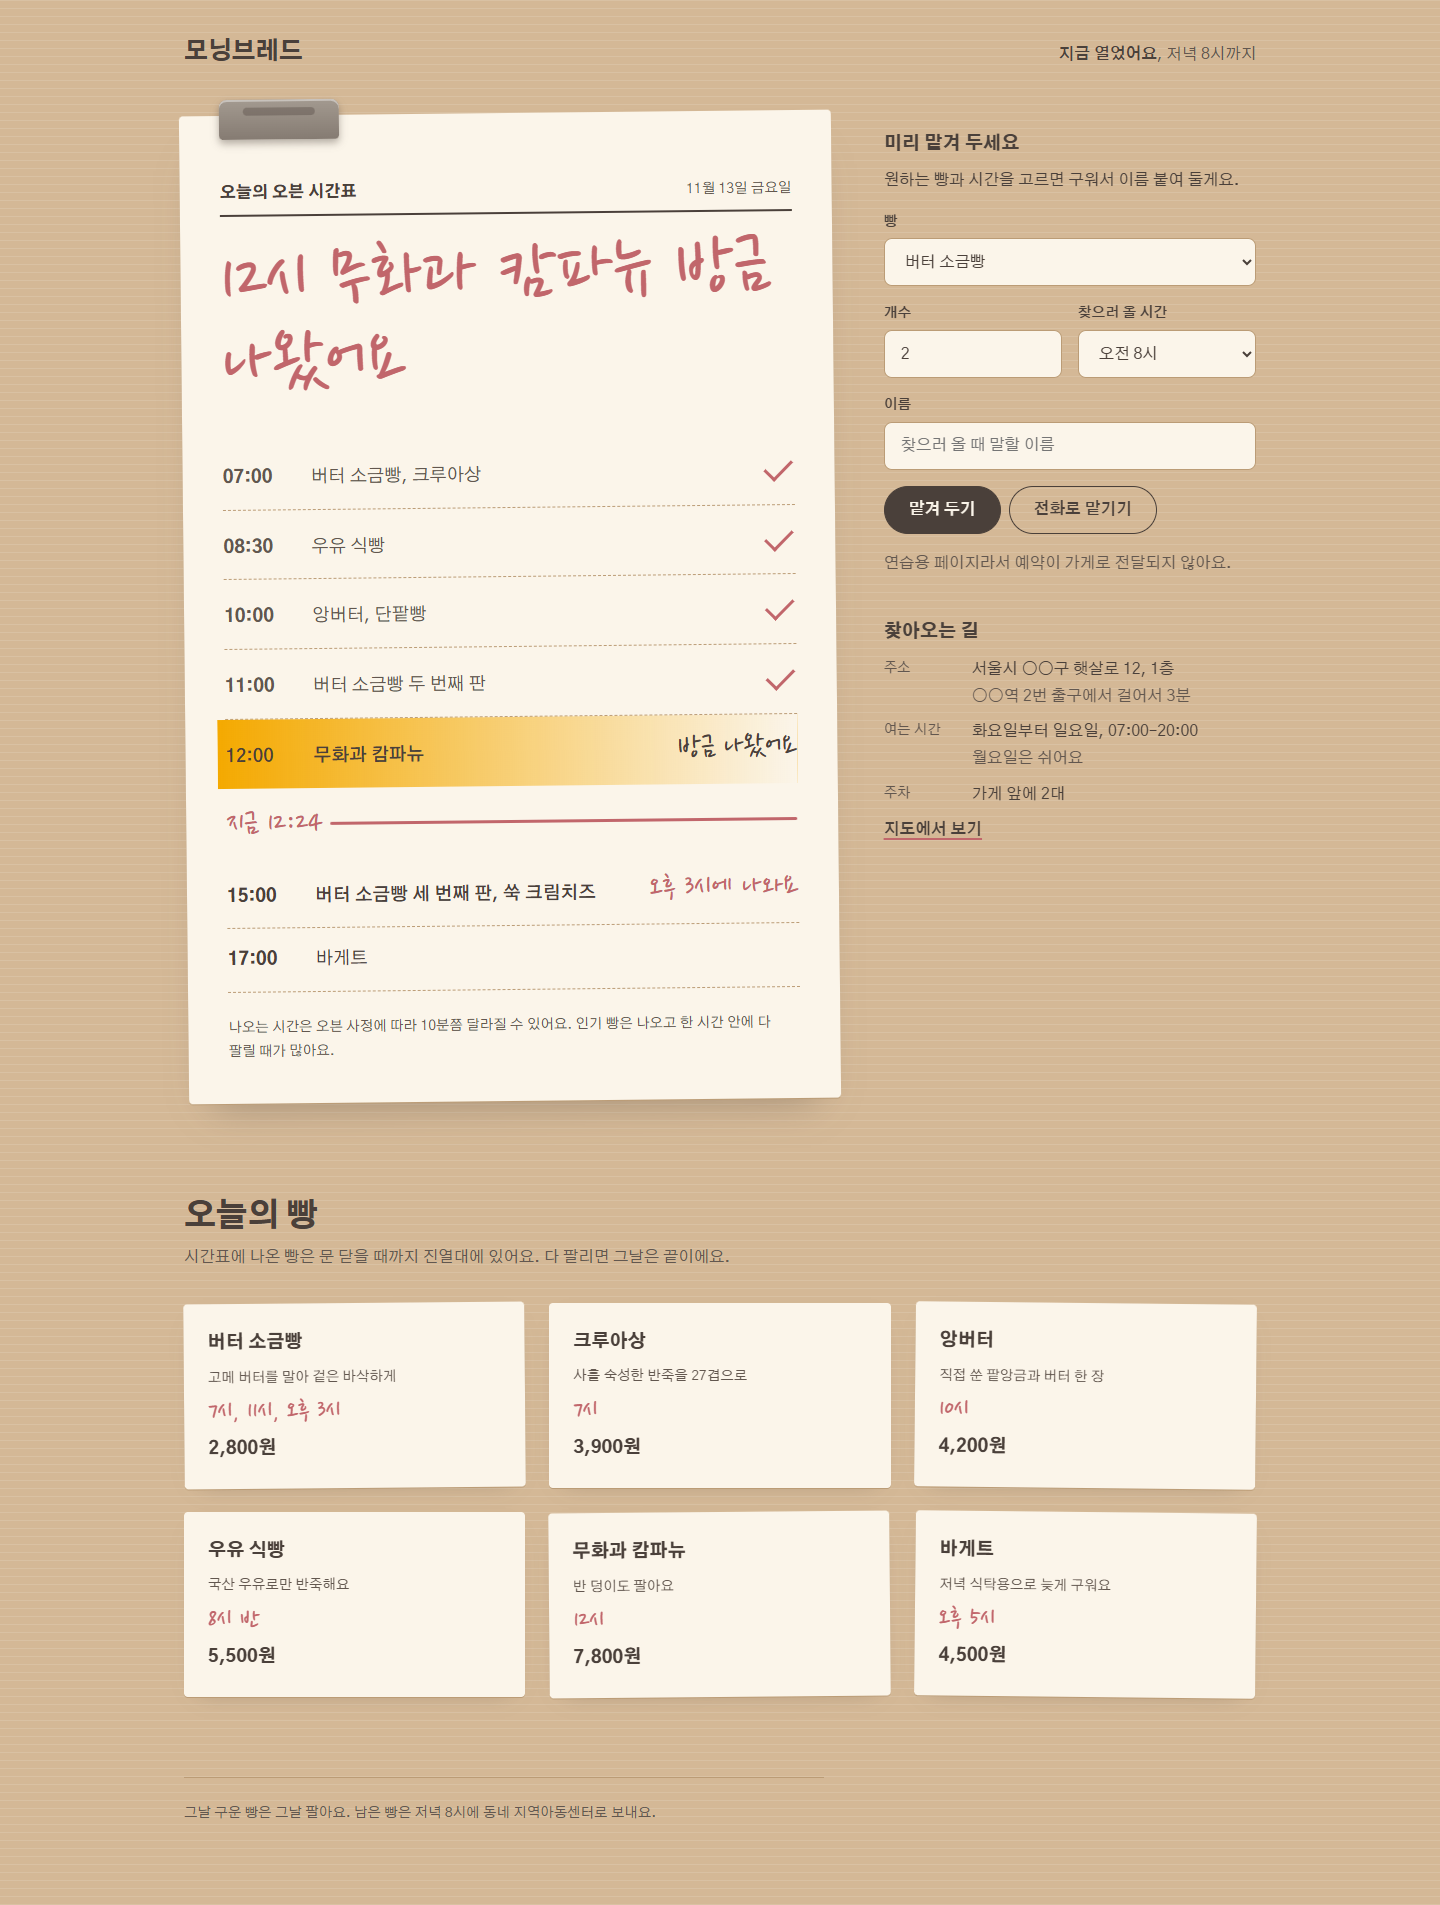 모닝브레드
지금 열었어요, 저녁 8시까지
오늘의 오븐 시간표
11월 13일 금요일
12시 무화과 캄파뉴 방금
나왔어요
07:00 버터 소금빵, 크루아상
08:30 우유 식빵
10:00 앙버터, 단팥빵
11:00 버터 소금빵 두 번째 판
12:00 무화과 캄파뉴 방금 나왔어요
지금 12:24
15:00 버터 소금빵 세 번째 판, 쑥 크림치즈 오후 3시에 나와요
17:00 바게트
나오는 시간은 오븐 사정에 따라 10분쯤 달라질 수 있어요. 인기 빵은 나오고 한 시간 안에 다
팔릴 때가 많아요.
미리 맡겨 두세요
원하는 빵과 시간을 고르면 구워서 이름 붙여 둘게요.
빵
버터 소금빵
개수 찾으러 올 시간
2 오전 8시
이름
찾으러 올 때 말할 이름
맡겨 두기 전화로 맡기기
연습용 페이지라서 예약이 가게로 전달되지 않아요.
찾아오는 길
주소 서울시 〇〇구 햇살로 12, 1층
〇〇역 2번 출구에서 걸어서 3분
여는 시간 화요일부터 일요일, 07:00–20:00
월요일은 쉬어요
주차 가게 앞에 2대
지도에서 보기
오늘의 빵
시간표에 나온 빵은 문 닫을 때까지 진열대에 있어요. 다 팔리면 그날은 끝이에요.
버터 소금빵
고메 버터를 말아 겉은 바삭하게
7시, 11시, 오후 3시
2,800원
크루아상
사흘 숙성한 반죽을 27겹으로
7시
3,900원
앙버터
직접 쑨 팥앙금과 버터 한 장
10시
4,200원
우유 식빵
국산 우유로만 반죽해요
8시 반
5,500원
무화과 캄파뉴
반 덩이도 팔아요
12시
7,800원
바게트
저녁 식탁용으로 늦게 구워요
오후 5시
4,500원
그날 구운 빵은 그날 팔아요. 남은 빵은 저녁 8시에 동네 지역아동센터로 보내요.